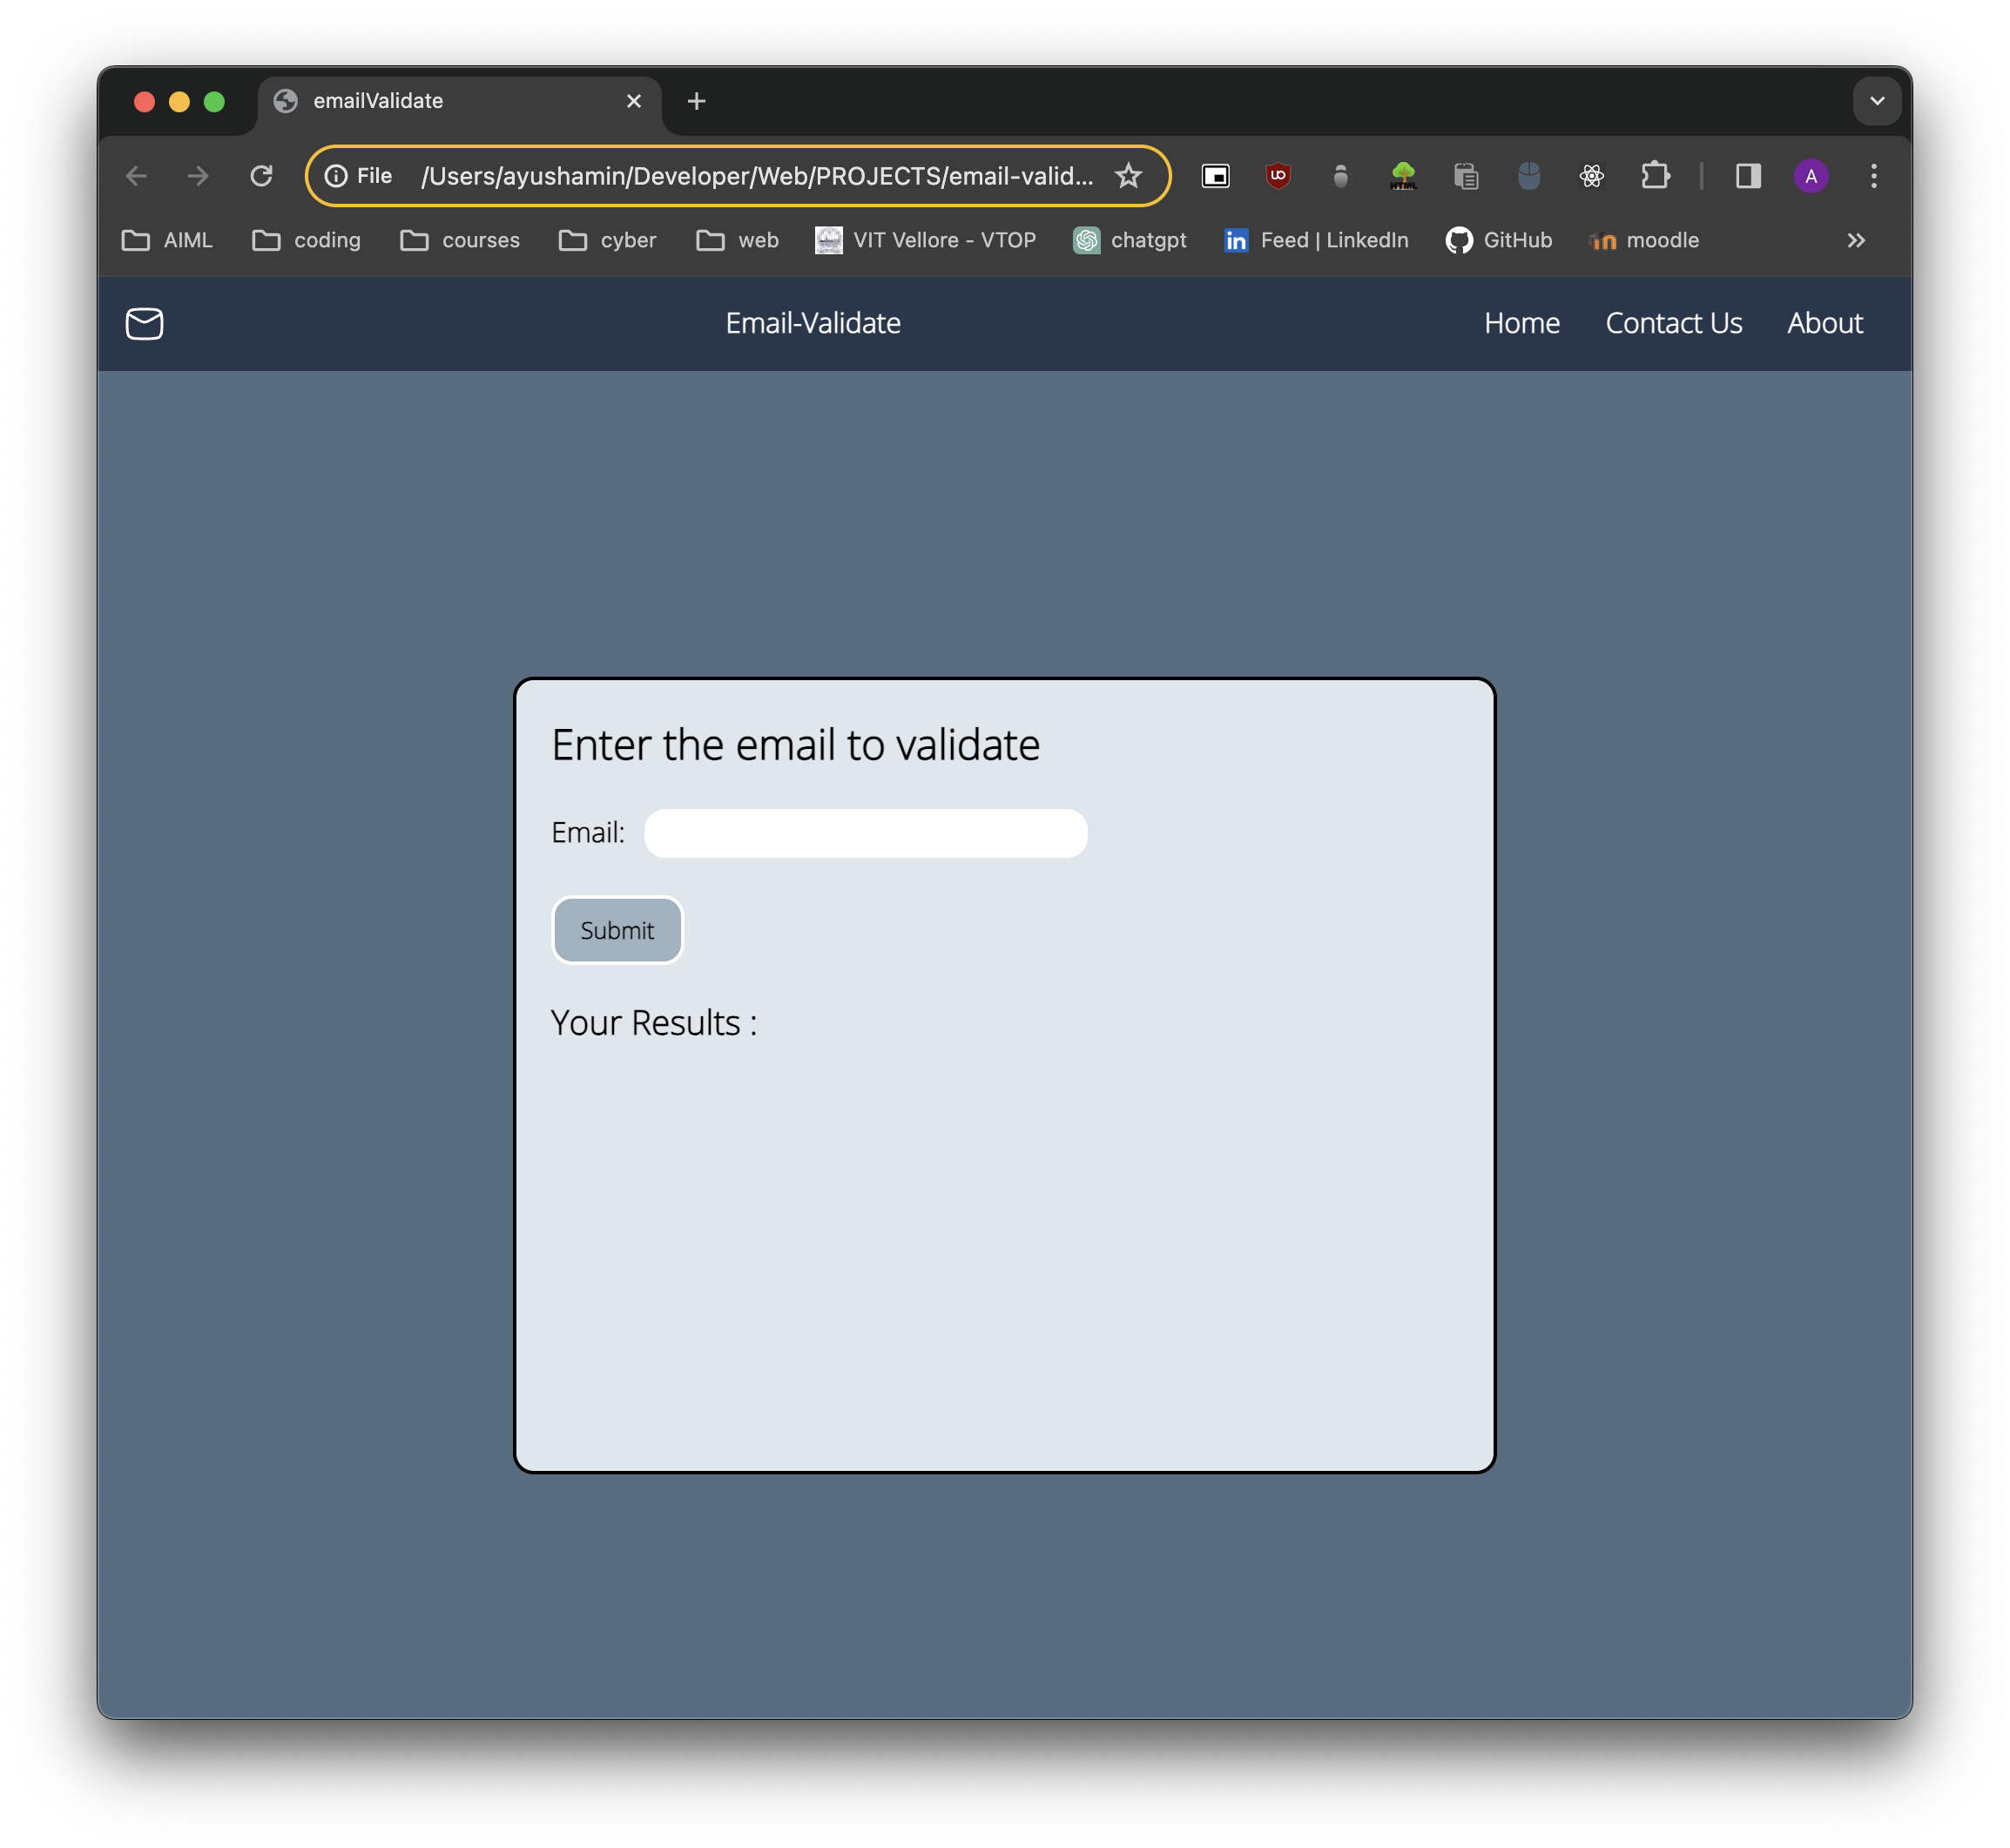 emailValidate
File /Users/ayushamin/Developer/Web/PROJECTS/email-valid...
AIML coding courses cyber web VIT Vellore - VTOP chatgpt Feed | LinkedIn GitHub moodle
Email-Validate Home Contact Us About
Enter the email to validate
Email:
Submit
Your Results :